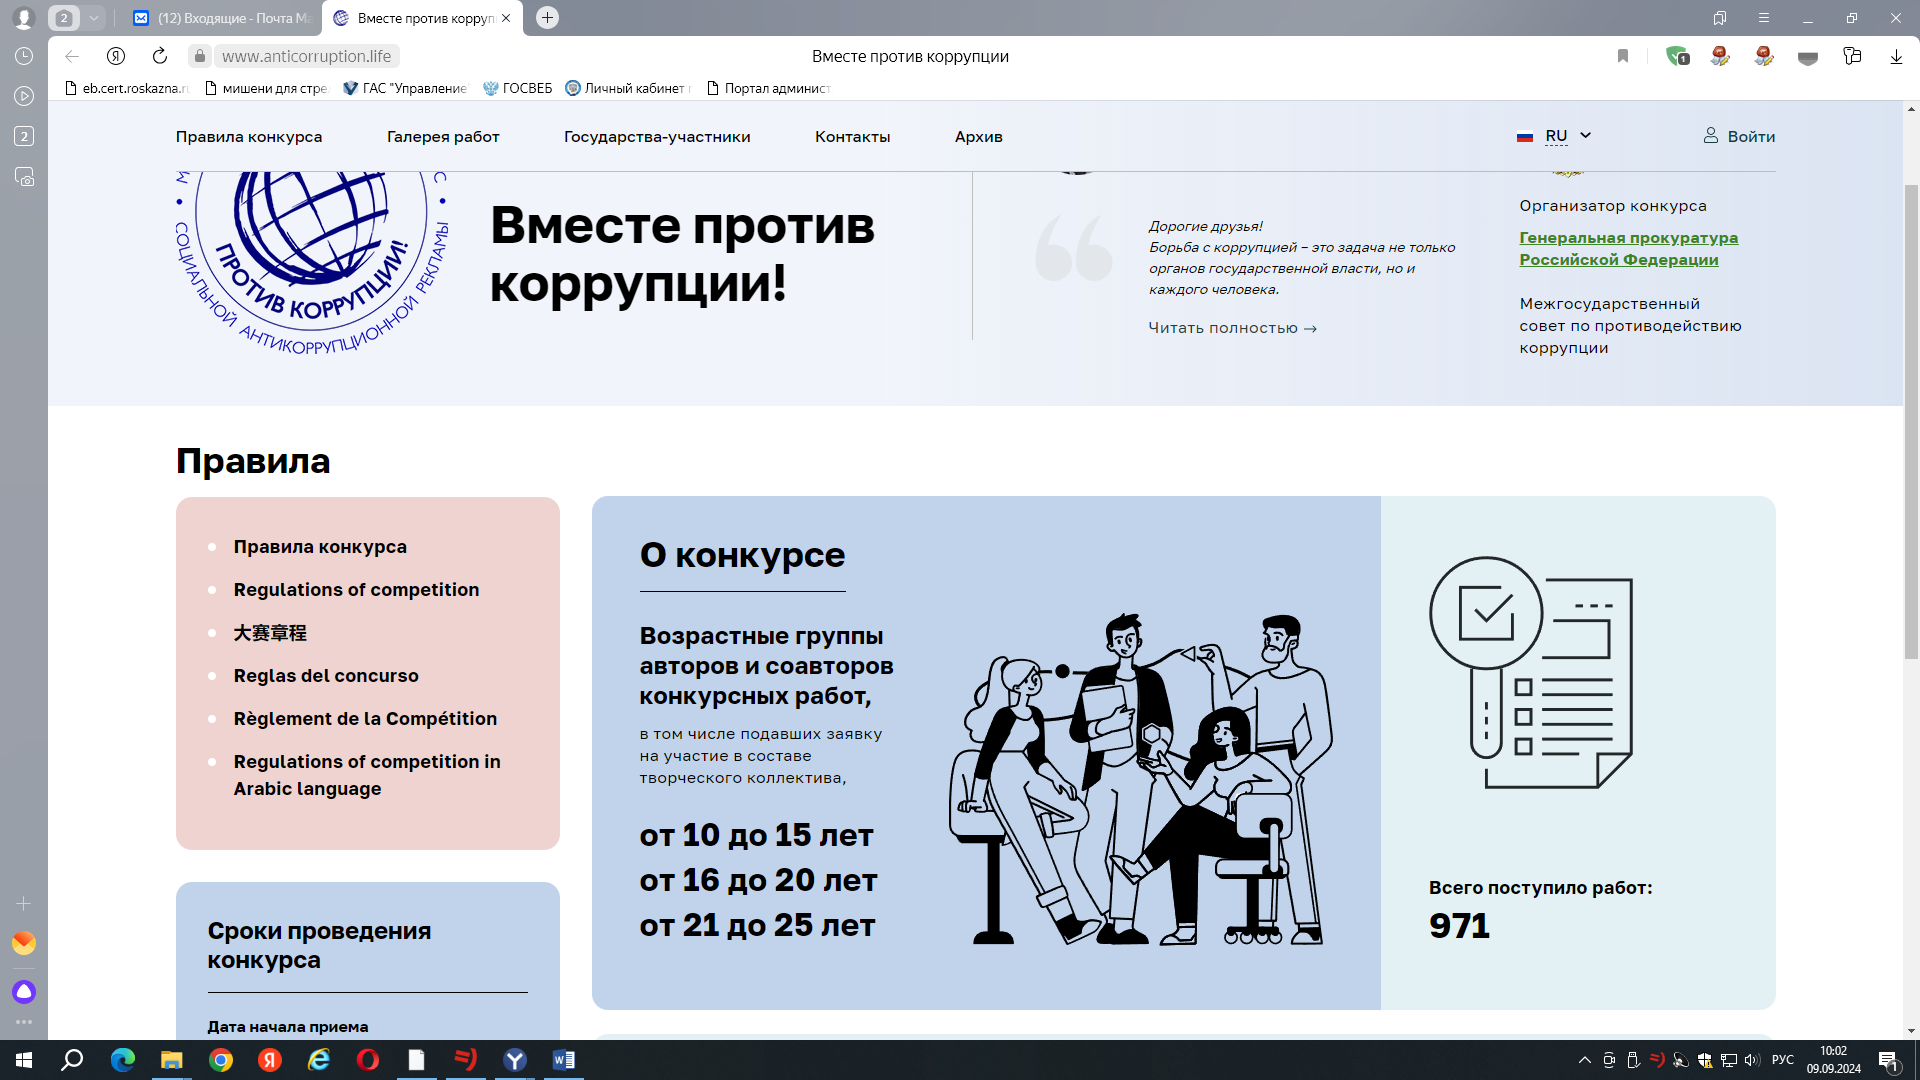 2
(12) Входящие - Почта Ma
Вместе против корруп
www.anticorruption.life
Вместе против коррупции
1
eb.cert.roskazna.ru
мишени для стрел
ГАС "Управление"
ГОСВЕБ
Личный кабинет
Портал админист
2
Правила конкурса
Галерея работ
Государства-участники
Контакты
Архив
RU
Войти
ПРОТИВ КОРРУПЦИИ!
СОЦИАЛЬНОЙ АНТИКОРРУПЦИОННОЙ РЕКЛАМЫ
Вместе против
коррупции!
Дорогие друзья!
Борьба с коррупцией – это задача не только
органов государственной власти, но и
каждого человека.
Читать полностью →
Организатор конкурса
Генеральная прокуратура
Российской Федерации
Межгосударственный
совет по противодействию
коррупции
Правила
Правила конкурса
Regulations of competition
大赛章程
Reglas del concurso
Règlement de la Compétition
Regulations of competition in
Arabic language
Сроки проведения
конкурса
Дата начала приема
О конкурсе
Возрастные группы
авторов и соавторов
конкурсных работ,
в том числе подавших заявку
на участие в составе
творческого коллектива,
от 10 до 15 лет
от 16 до 20 лет
от 21 до 25 лет
Всего поступило работ:
971
РУС
10:02
09.09.2024
1